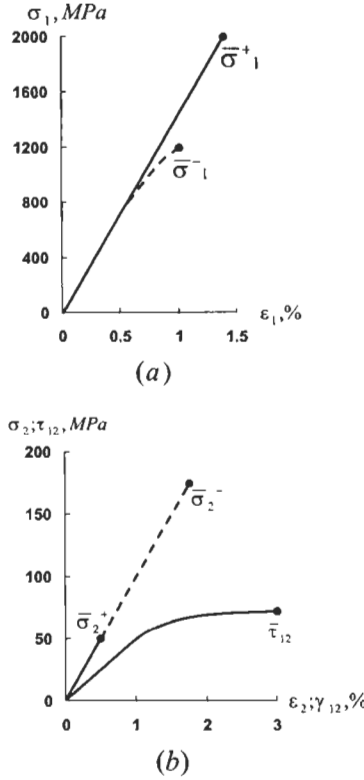 σ₁, MPa
2000
σ̅⁺₁
1600
1200
σ̅⁻₁
800
400
0
0 0.5 1 1.5
ε₁,%
(a)
σ₂;τ₁₂, MPa
200
σ̅₂⁻
150
100
σ̅₂⁺
50
τ̅₁₂
0
0 1 2 3
ε₂;γ₁₂,%
(b)